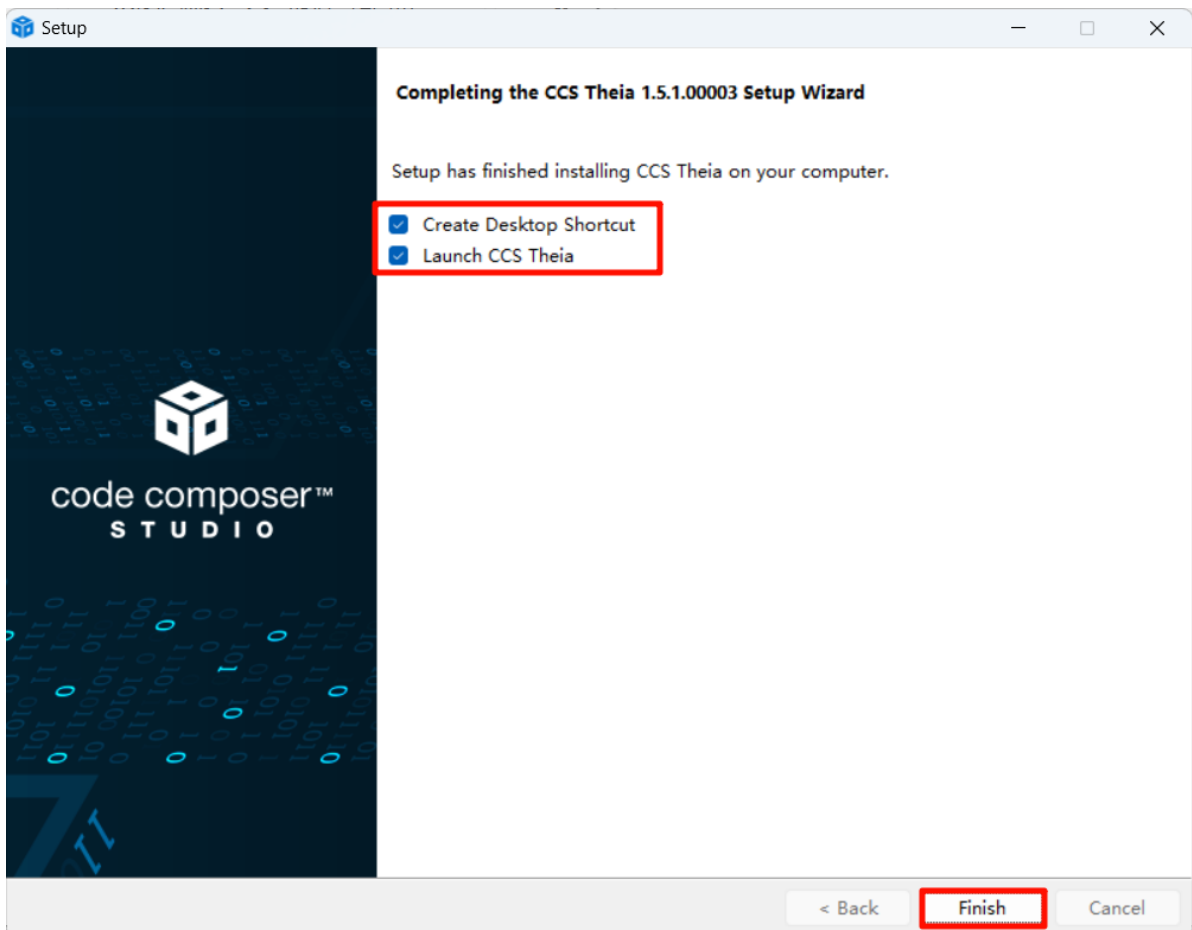 Setup
Completing the CCS Theia 1.5.1.00003 Setup Wizard
Setup has finished installing CCS Theia on your computer.
Create Desktop Shortcut
Launch CCS Theia
code composer™
STUDIO
< Back
Finish
Cancel